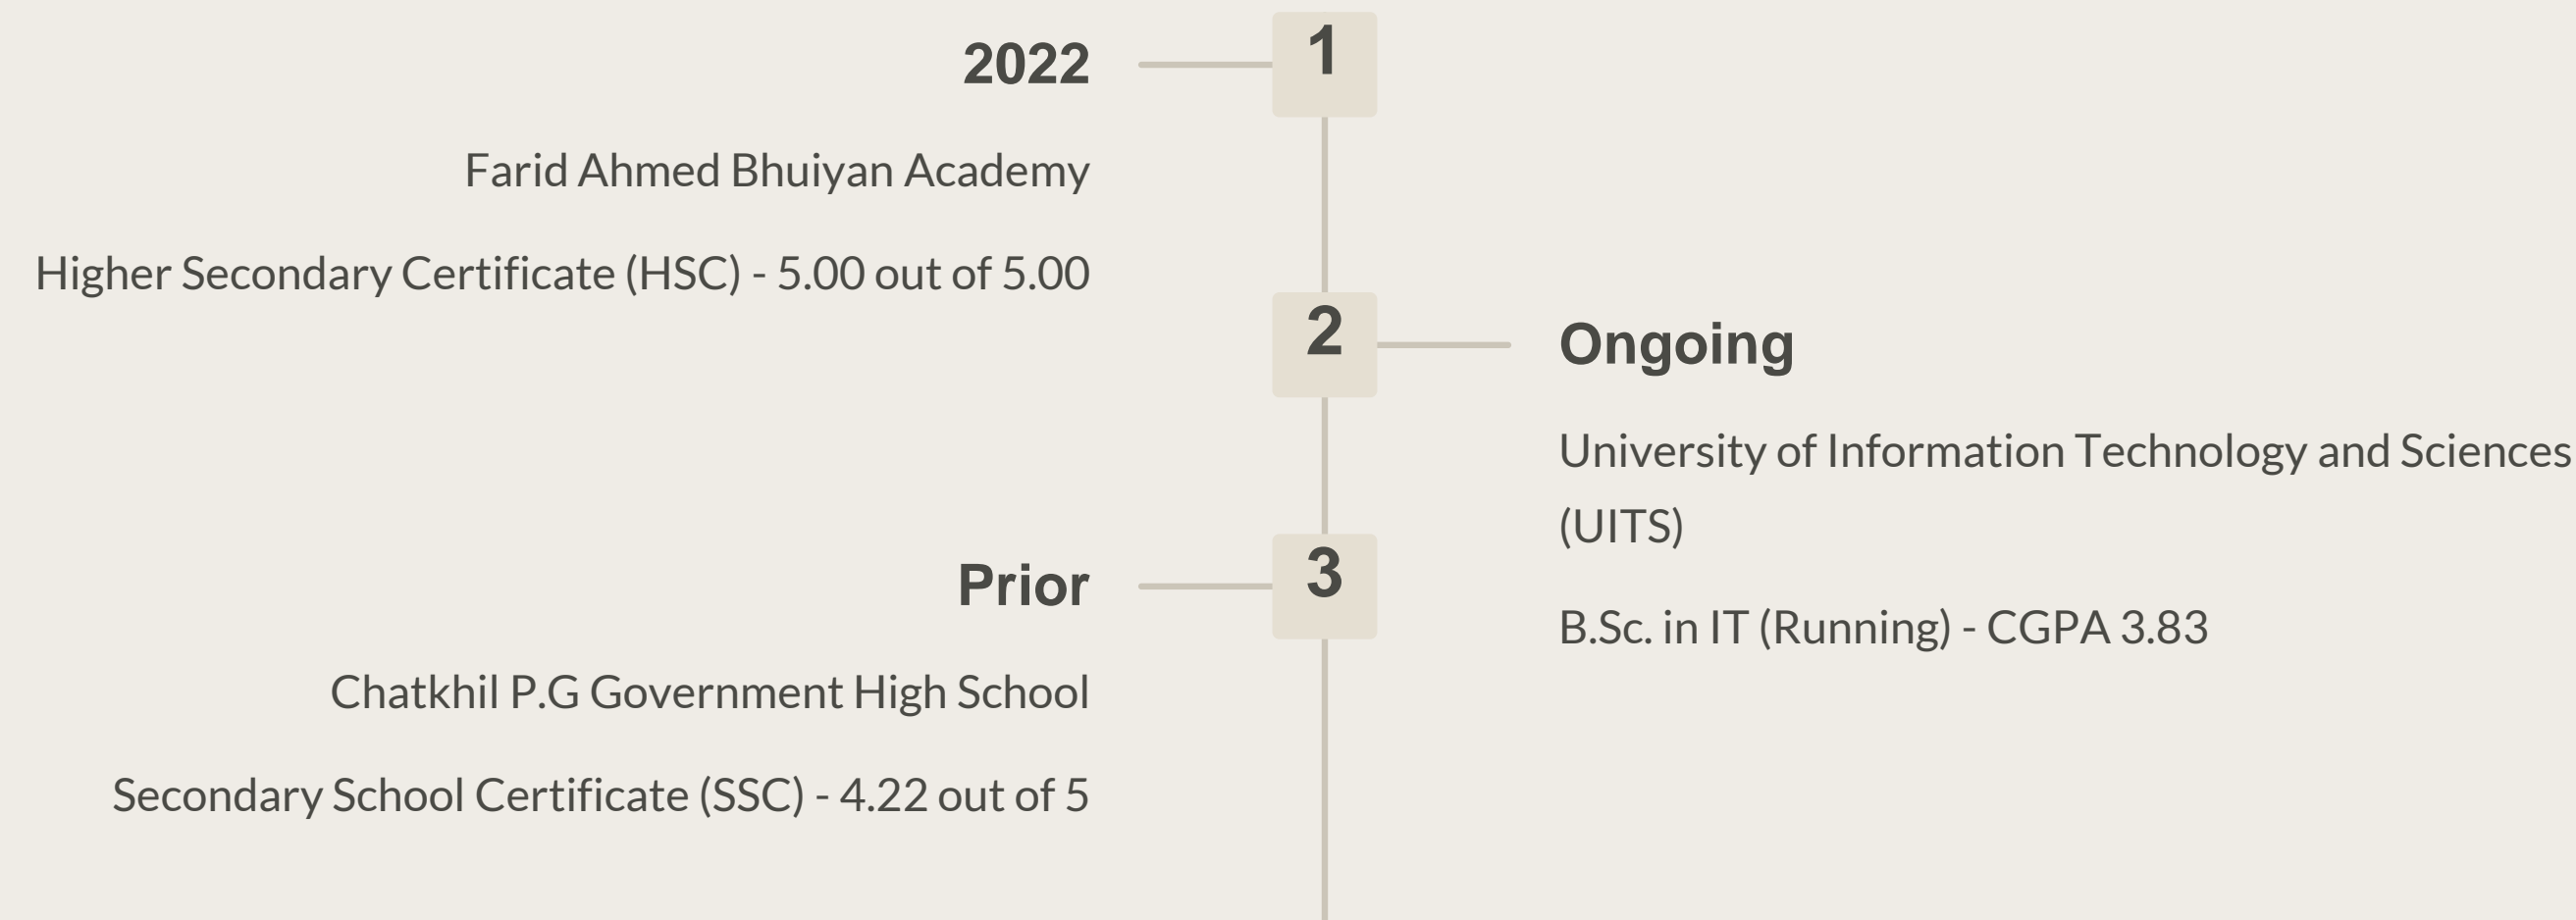 1
2022
Farid Ahmed Bhuiyan Academy
Higher Secondary Certificate (HSC) - 5.00 out of 5.00
2
Ongoing
University of Information Technology and Sciences
(UITS)
B.Sc. in IT (Running) - CGPA 3.83
3
Prior
Chatkhil P.G Government High School
Secondary School Certificate (SSC) - 4.22 out of 5